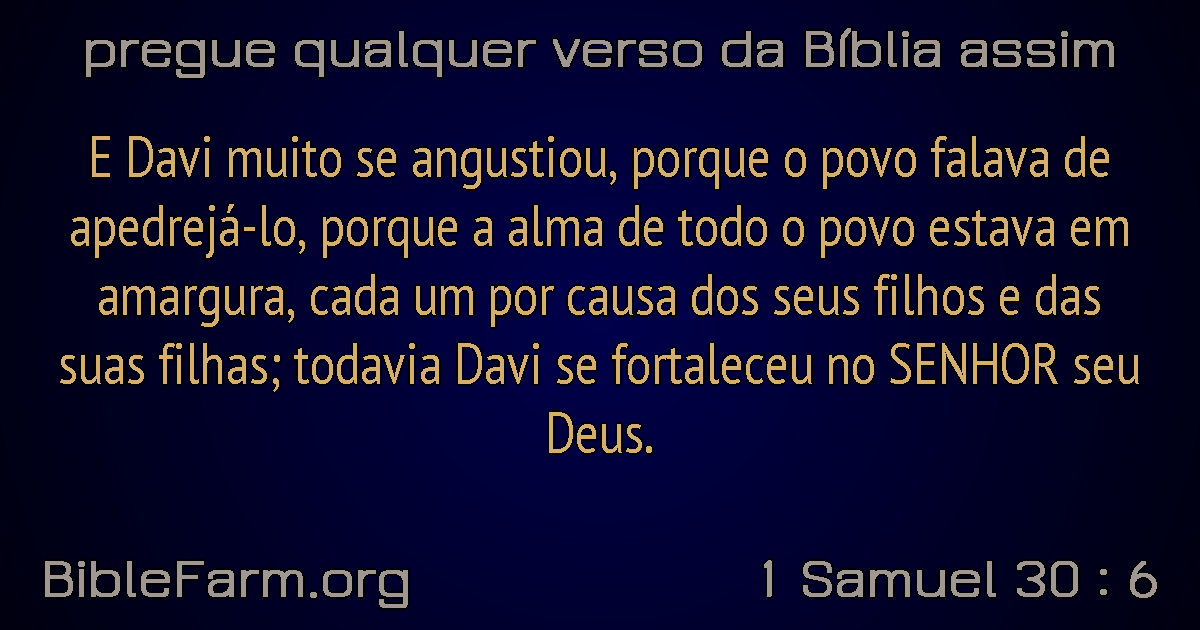 pregue qualquer verso da Bíblia assim
E Davi muito se angustiou, porque o povo falava de
apedrejá-lo, porque a alma de todo o povo estava em
amargura, cada um por causa dos seus filhos e das
suas filhas; todavia Davi se fortaleceu no SENHOR seu
Deus.
BibleFarm.org
1 Samuel 30 : 6